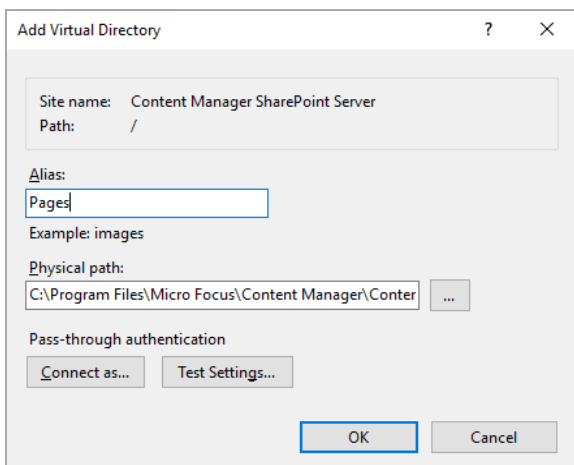 Add Virtual Directory ? ×
Site name: Content Manager SharePoint Server
Path: /
Alias:
Pages
Example: images
Physical path:
C:\Program Files\Micro Focus\Content Manager\Conter ...
Pass-through authentication
Connect as... Test Settings...
OK Cancel